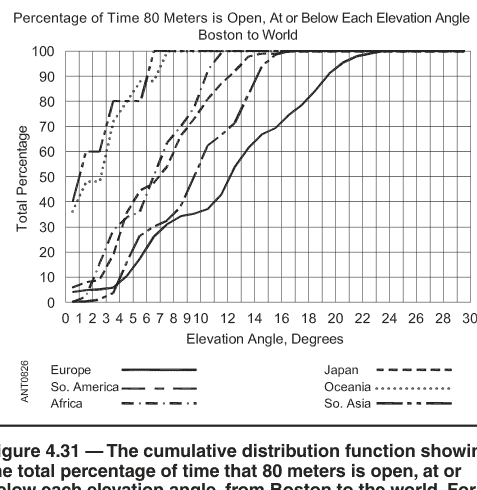 Percentage of Time 80 Meters is Open, At or Below Each Elevation Angle
Boston to World
Total Percentage
100
90
80
70
60
50
40
30
20
10
0
0 1 2 3 4 5 6 7 8 9 10 12 14 16 18 20 22 24 26 28 30
Elevation Angle, Degrees
ANT0826
Europe
So. America
Africa
Japan
Oceania
So. Asia
igure 4.31 — The cumulative distribution function showin
he total percentage of time that 80 meters is open, at or
elow each elevation angle, from Boston to the world. For